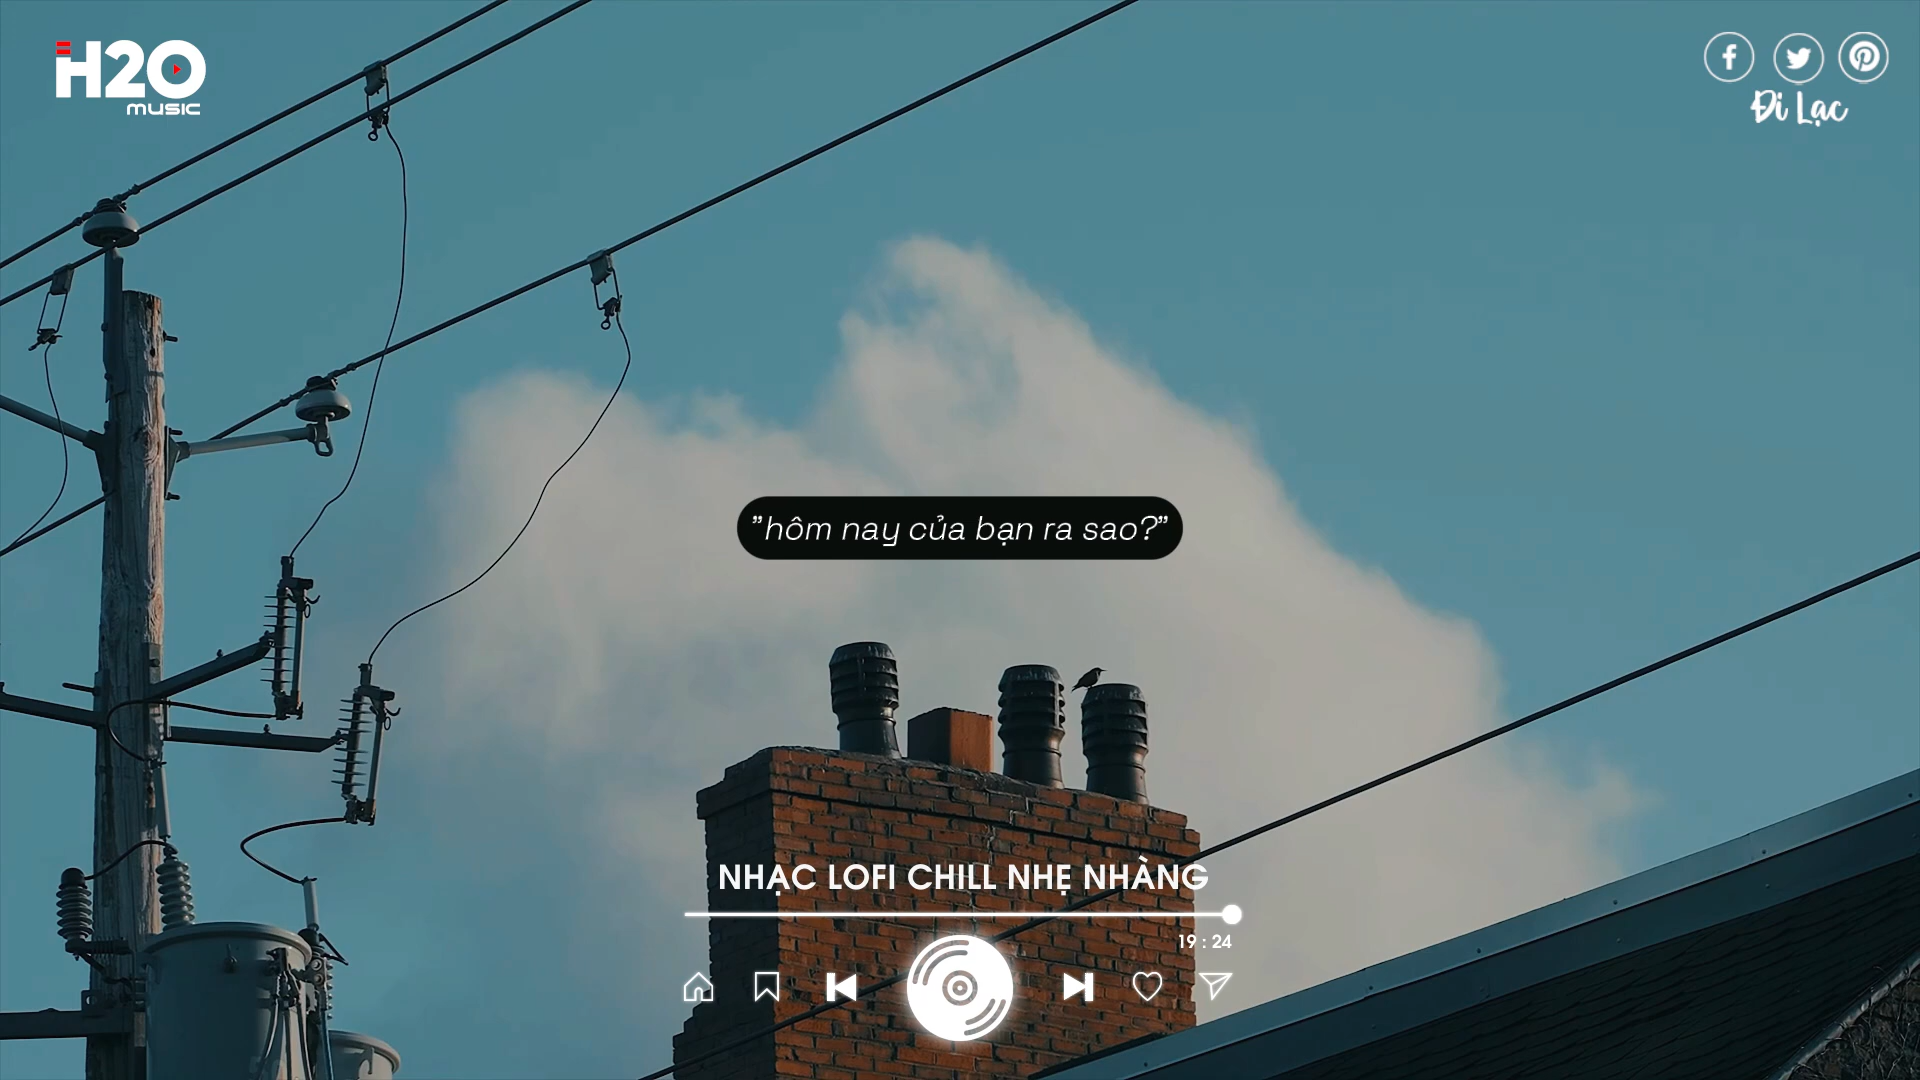 H2O
MUSIC
Đi Lạc
"hôm nay của bạn ra sao?"
NHẠC LOFI CHILL NHẸ NHÀNG
19 : 24